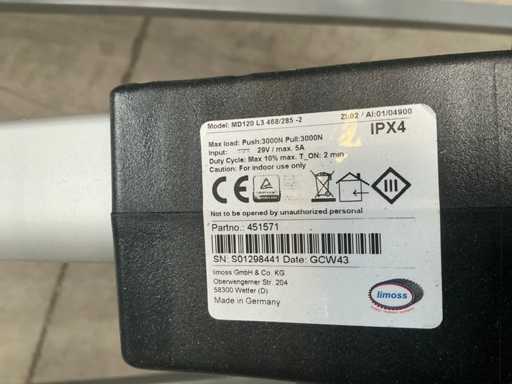 Model: MD120 L3 468/285 -2 ZI:02 / AI:01/04900
Max load: Push:3000N Pull:3000N IPX4
Input: 29V / max. 5A
Duty Cycle: Max 10% max. T_ON: 2 min
Caution: For indoor use only
CE
III
Not to be opened by unauthorized personal
Partno.: 451571
SN: S01298441 Date: GCW43
limoss GmbH & Co. KG
Oberwengerner Str. 204
58300 Wetter (D)
Made in Germany
limoss